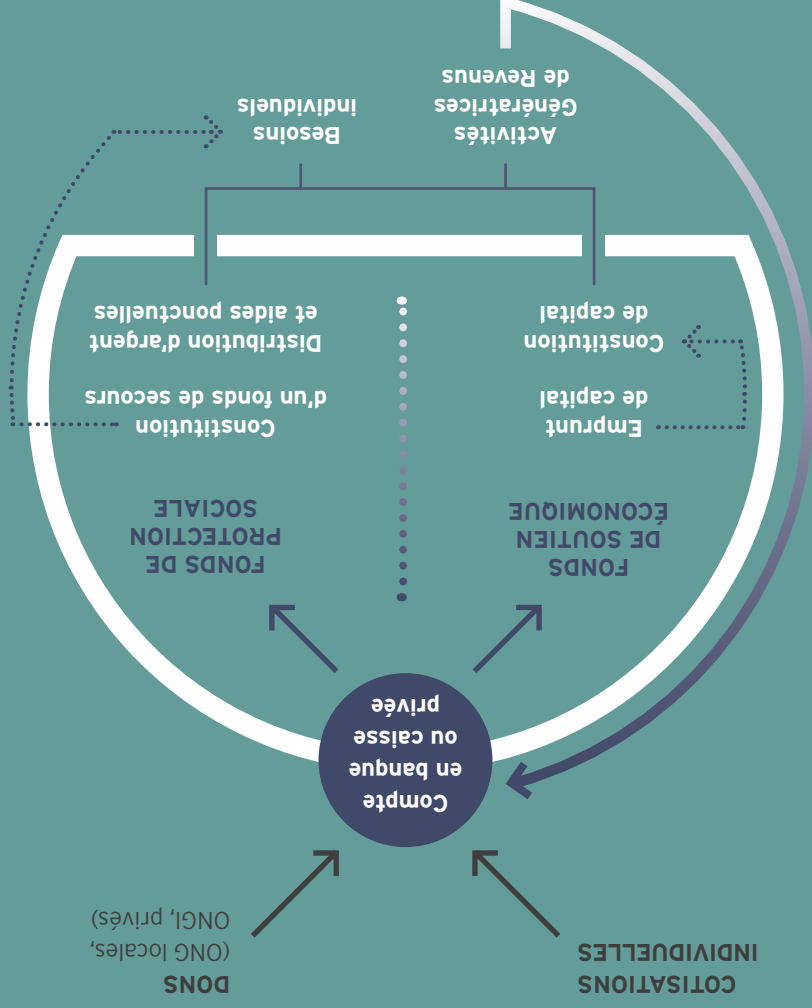 COTISATIONS
INDIVIDUELLES
DONS
(ONG locales,
ONGI, privés)
Compte
en banque
ou caisse
privée
FONDS
DE SOUTIEN
ÉCONOMIQUE
FONDS DE
PROTECTION
SOCIALE
Emprunt
de capital
Constitution
de capital
Constitution
d'un fonds de secours
Distribution d'argent
et aides ponctuelles
Activités
Génératrices
de Revenus
Besoins
individuels